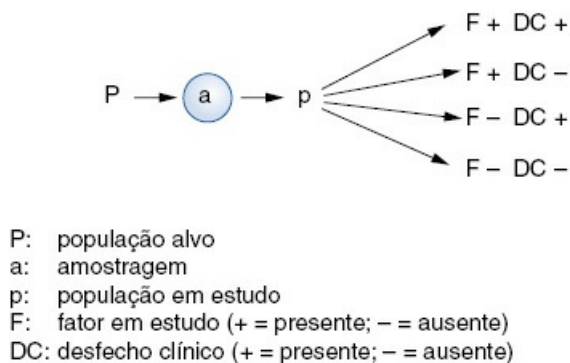 F + DC +
F + DC –
P a p
F – DC +
F – DC –
P: população alvo
a: amostragem
p: população em estudo
F: fator em estudo (+ = presente; – = ausente)
DC: desfecho clínico (+ = presente; – = ausente)